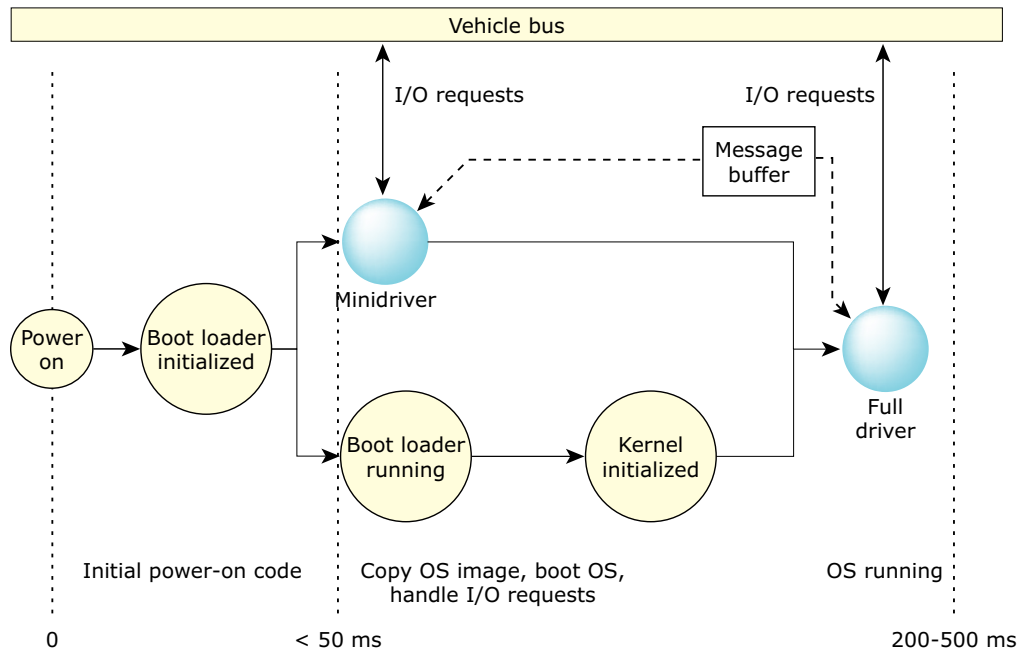 Vehicle bus
I/O requests
I/O requests
Message
buffer
Minidriver
Power
on
Boot loader
initialized
Full
driver
Boot loader
running
Kernel
initialized
Initial power-on code
Copy OS image, boot OS,
handle I/O requests
OS running
0
< 50 ms
200-500 ms